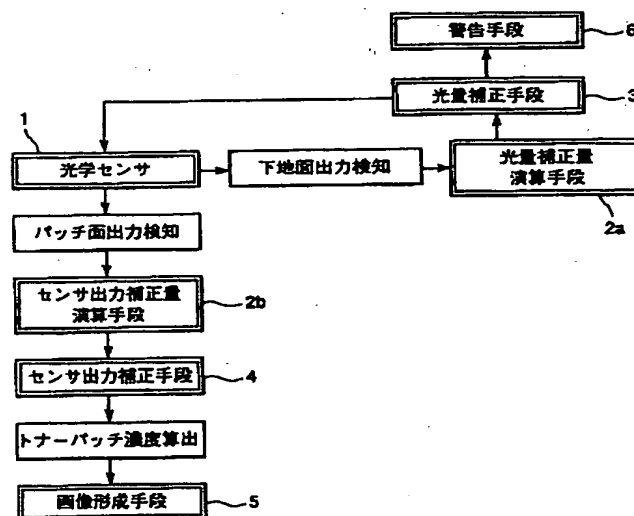 警告手段
6
光量補正手段
3
1
光学センサ
下地面出力検知
光量補正量
演算手段
2a
パッチ面出力検知
センサ出力補正量
演算手段
2b
センサ出力補正手段
4
トナーパッチ濃度算出
画像形成手段
5